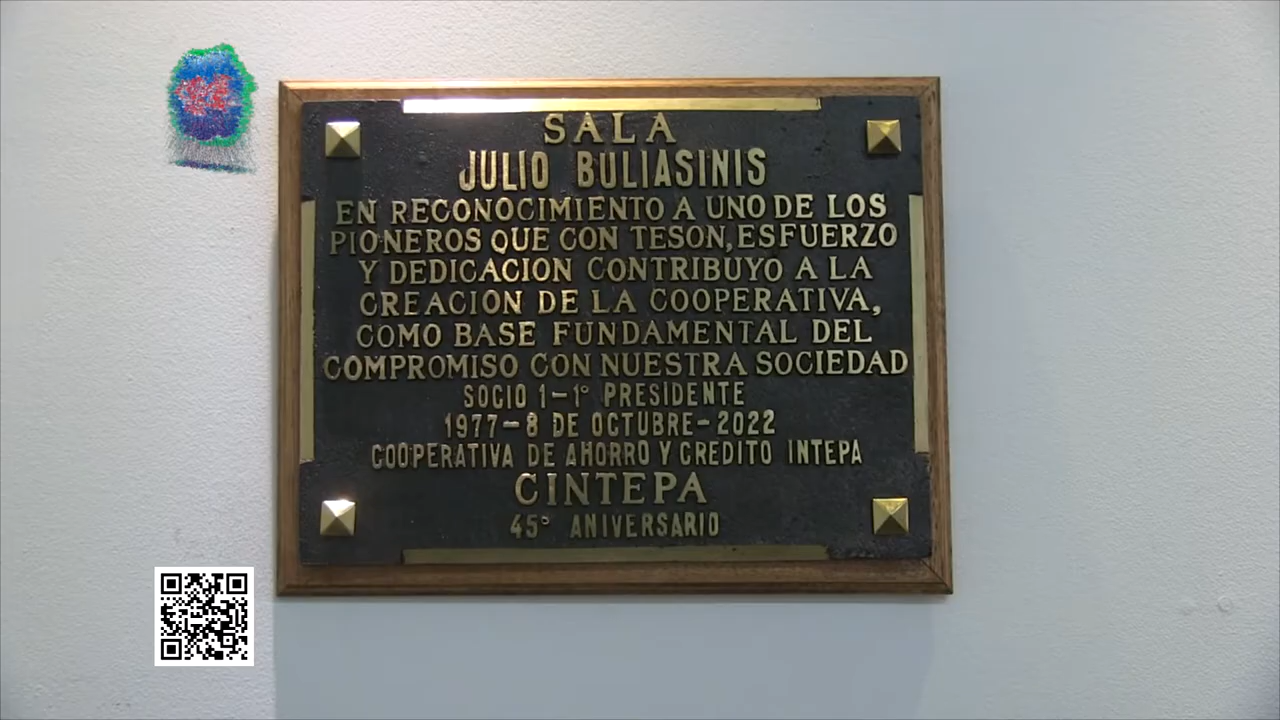 SALA
JULIO BULIASINIS
EN RECONOCIMIENTO A UNO DE LOS
PIONEROS QUE CON TESON, ESFUERZO
Y DEDICACION CONTRIBUYO A LA
CREACION DE LA COOPERATIVA,
COMO BASE FUNDAMENTAL DEL
COMPROMISO CON NUESTRA SOCIEDAD
SOCIO 1-1° PRESIDENTE
1977-8 DE OCTUBRE-2022
COOPERATIVA DE AHORRO Y CREDITO INTEPA
CINTEPA
45° ANIVERSARIO